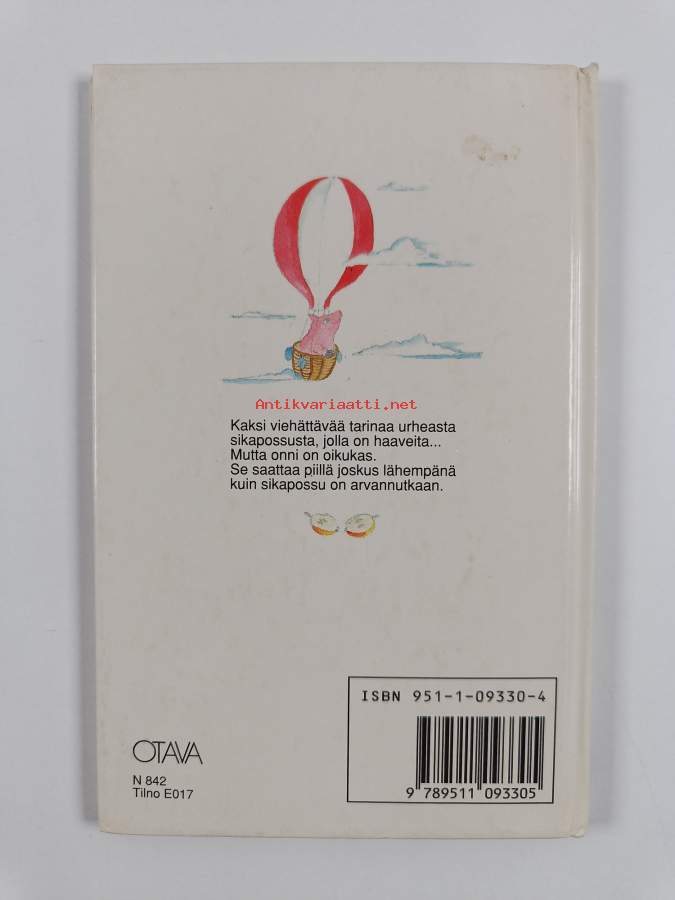 Antikvariaatti.net
Kaksi viehättävää tarinaa urheasta
sikapossusta, jolla on haaveita...
Mutta onni on oikukas.
Se saattaa piillä joskus lähempänä
kuin sikapossu on arvannutkaan.
ISBN 951-1-09330-4
OTAVA
N 842
Tilno E017
9 789511 093305